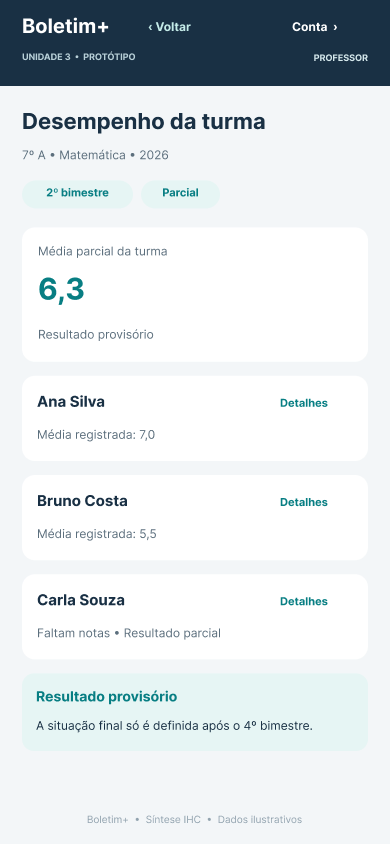 Boletim+ ‹ Voltar Conta ›
UNIDADE 3 • PROTÓTIPO PROFESSOR
Desempenho da turma
7º A • Matemática • 2026
2º bimestre Parcial
Média parcial da turma
6,3
Resultado provisório
Ana Silva Detalhes
Média registrada: 7,0
Bruno Costa Detalhes
Média registrada: 5,5
Carla Souza Detalhes
Faltam notas • Resultado parcial
Resultado provisório
A situação final só é definida após o 4º bimestre.
Boletim+ • Síntese IHC • Dados ilustrativos